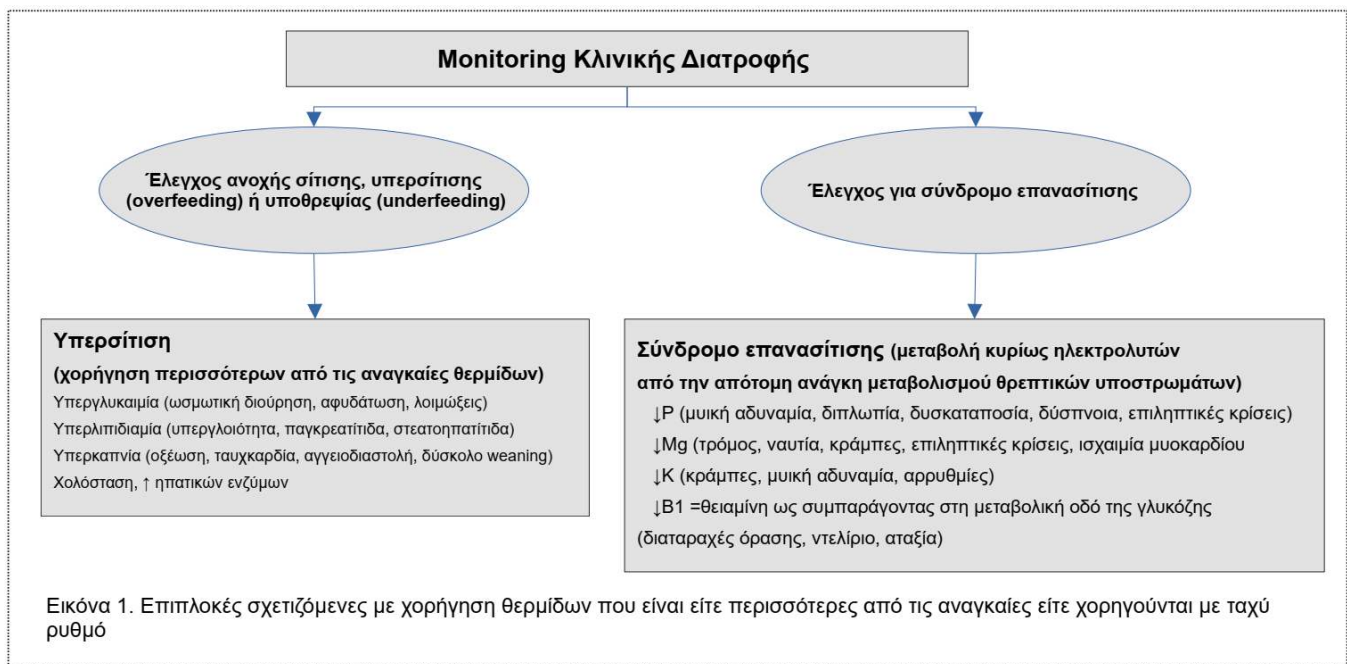 Monitoring Κλινικής Διατροφής
Έλεγχος ανοχής σίτισης, υπερσίτισης
(overfeeding) ή υποθρεψίας (underfeeding)
Έλεγχος για σύνδρομο επανασίτισης
Υπερσίτιση
(χορήγηση περισσότερων από τις αναγκαίες θερμίδων)
Υπεργλυκαιμία (ωσμωτική διούρηση, αφυδάτωση, λοιμώξεις)
Υπερλιπιδιαμία (υπεργλοιότητα, παγκρεατίτιδα, στεατοηπατίτιδα)
Υπερκαπνία (οξέωση, ταυχκαρδία, αγγειοδιαστολή, δύσκολο weaning)
Χολόσταση, ↑ ηπατικών ενζύμων
Σύνδρομο επανασίτισης (μεταβολή κυρίως ηλεκτρολυτών
από την απότομη ανάγκη μεταβολισμού θρεπτικών υποστρωμάτων)
↓P (μυική αδυναμία, διπλωπία, δυσκαταποσία, δύσπνοια, επιληπτικές κρίσεις)
↓Mg (τρόμος, ναυτία, κράμπες, επιληπτικές κρίσεις, ισχαιμία μυοκαρδίου
↓K (κράμπες, μυική αδυναμία, αρρυθμίες)
↓B1 =θειαμίνη ως συμπαράγοντας στη μεταβολική οδό της γλυκόζης
(διαταραχές όρασης, ντελίριο, αταξία)
Εικόνα 1. Επιπλοκές σχετιζόμενες με χορήγηση θερμίδων που είναι είτε περισσότερες από τις αναγκαίες είτε χορηγούνται με ταχύ
ρυθμό